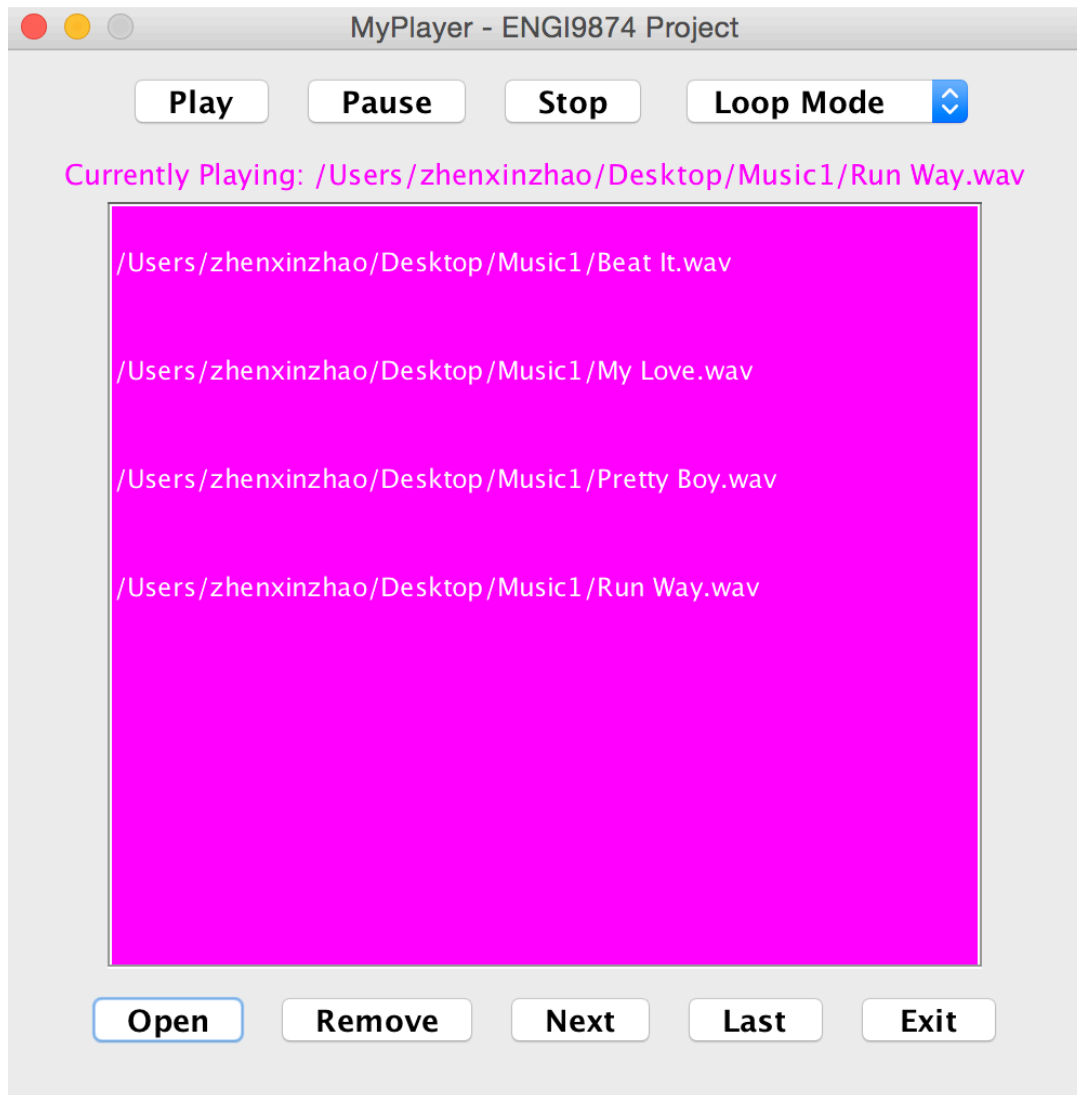 MyPlayer - ENGI9874 Project
Play Pause Stop Loop Mode
Currently Playing: /Users/zhenxinzhao/Desktop/Music1/Run Way.wav
/Users/zhenxinzhao/Desktop/Music1/Beat It.wav
/Users/zhenxinzhao/Desktop/Music1/My Love.wav
/Users/zhenxinzhao/Desktop/Music1/Pretty Boy.wav
/Users/zhenxinzhao/Desktop/Music1/Run Way.wav
Open Remove Next Last Exit